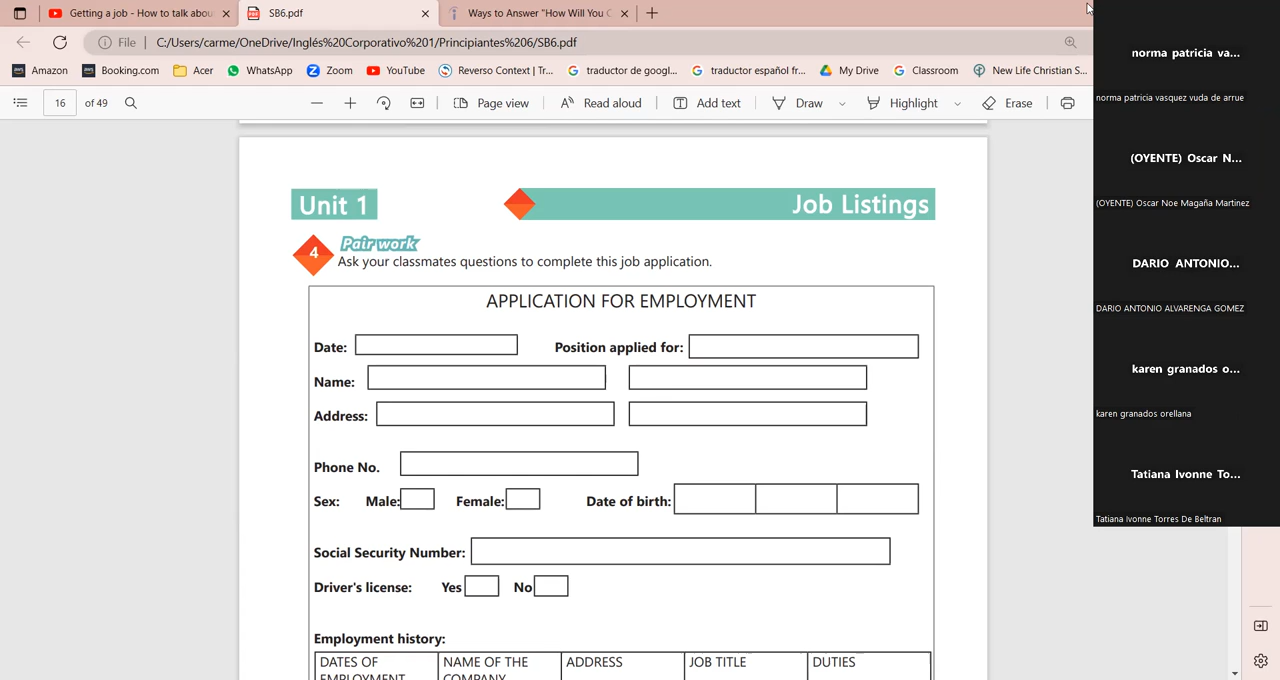 Getting a job - How to talk abou
SB6.pdf
Ways to Answer "How Will You C
File
C:/Users/carme/OneDrive/Inglés%20Corporativo%201/Principiantes%206/SB6.pdf
Amazon
Booking.com
Acer
WhatsApp
Zoom
YouTube
Reverso Context | Tr...
traductor de googl...
traductor español fr...
My Drive
Classroom
New Life Christian S...
16 of 49
Page view
Read aloud
Add text
Draw
Highlight
Erase
Unit 1
Job Listings
4
Pair work
Ask your classmates questions to complete this job application.
APPLICATION FOR EMPLOYMENT
Date: Position applied for:
Name:
Address:
Phone No.
Sex: Male: Female: Date of birth:
Social Security Number:
Driver's license: Yes No
Employment history:
DATES OF EMPLOYMENT
NAME OF THE COMPANY
ADDRESS
JOB TITLE
DUTIES
norma patricia va...
norma patricia vasquez vuda de arrue
(OYENTE) Oscar N...
(OYENTE) Oscar Noe Magaña Martinez
DARIO ANTONIO...
DARIO ANTONIO ALVARENGA GOMEZ
karen granados o...
karen granados orellana
Tatiana Ivonne To...
Tatiana Ivonne Torres De Beltran